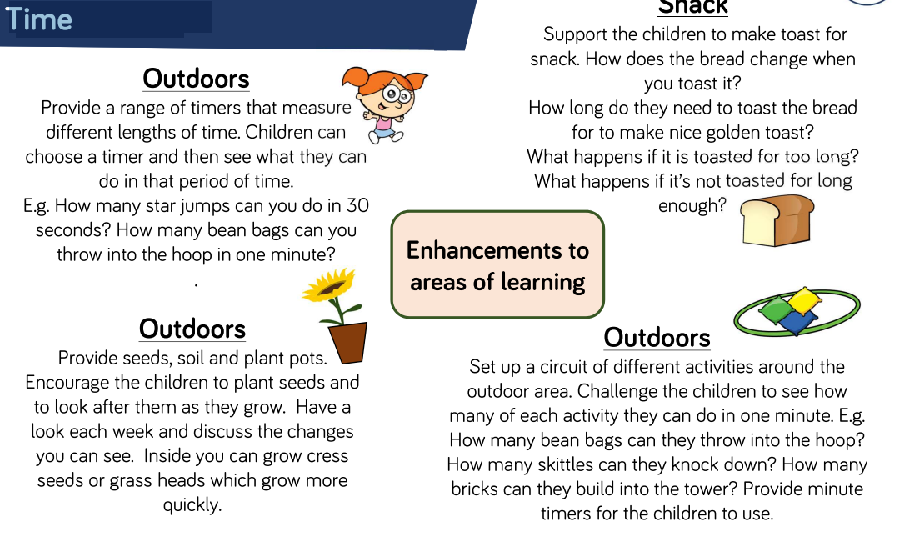 Time
Outdoors
Provide a range of timers that measure
different lengths of time. Children can
choose a timer and then see what they can
do in that period of time.
E.g. How many star jumps can you do in 30
seconds? How many bean bags can you
throw into the hoop in one minute?
.
Snack
Support the children to make toast for
snack. How does the bread change when
you toast it?
How long do they need to toast the bread
for to make nice golden toast?
What happens if it is toasted for too long?
What happens if it's not toasted for long
enough?
Enhancements to
areas of learning
Outdoors
Provide seeds, soil and plant pots.
Encourage the children to plant seeds and
to look after them as they grow.  Have a
look each week and discuss the changes
you can see.  Inside you can grow cress
seeds or grass heads which grow more
quickly.
Outdoors
Set up a circuit of different activities around the
outdoor area. Challenge the children to see how
many of each activity they can do in one minute. E.g.
How many bean bags can they throw into the hoop?
How many skittles can they knock down? How many
bricks can they build into the tower? Provide minute
timers for the children to use.